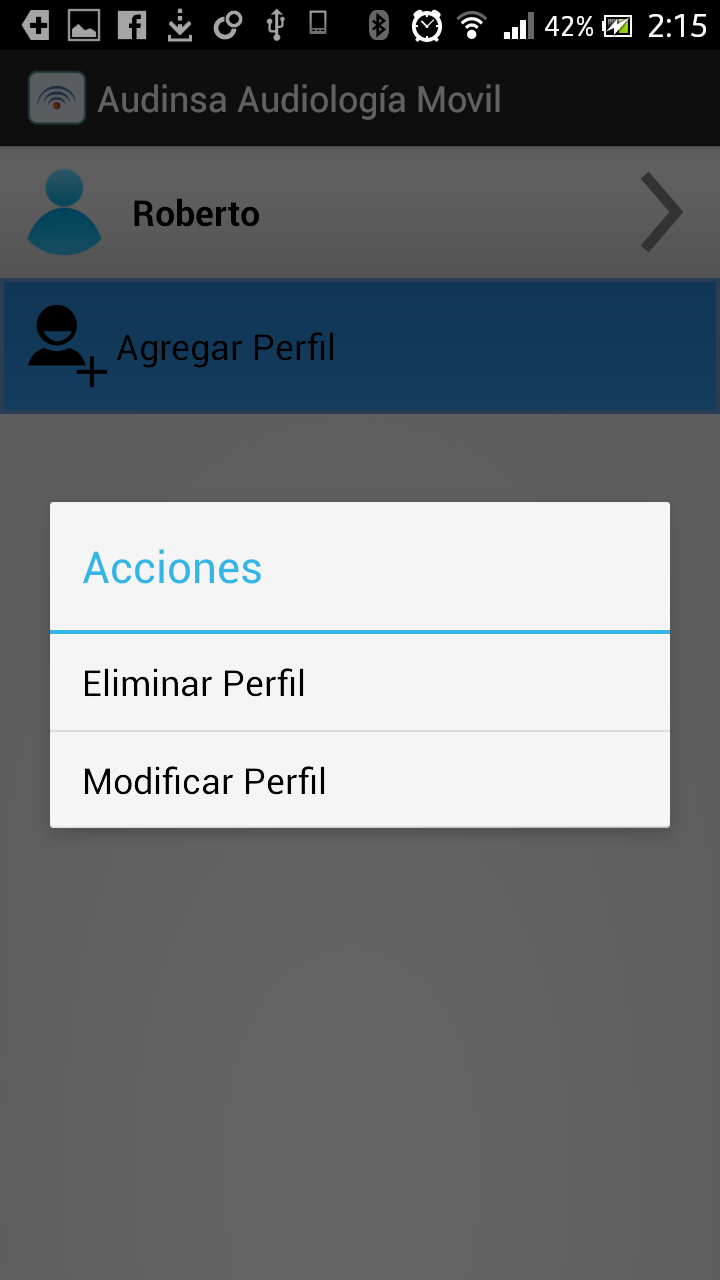 42% 2:15
Audinsa Audiología Movil
Roberto
Agregar Perfil
Acciones
Eliminar Perfil
Modificar Perfil